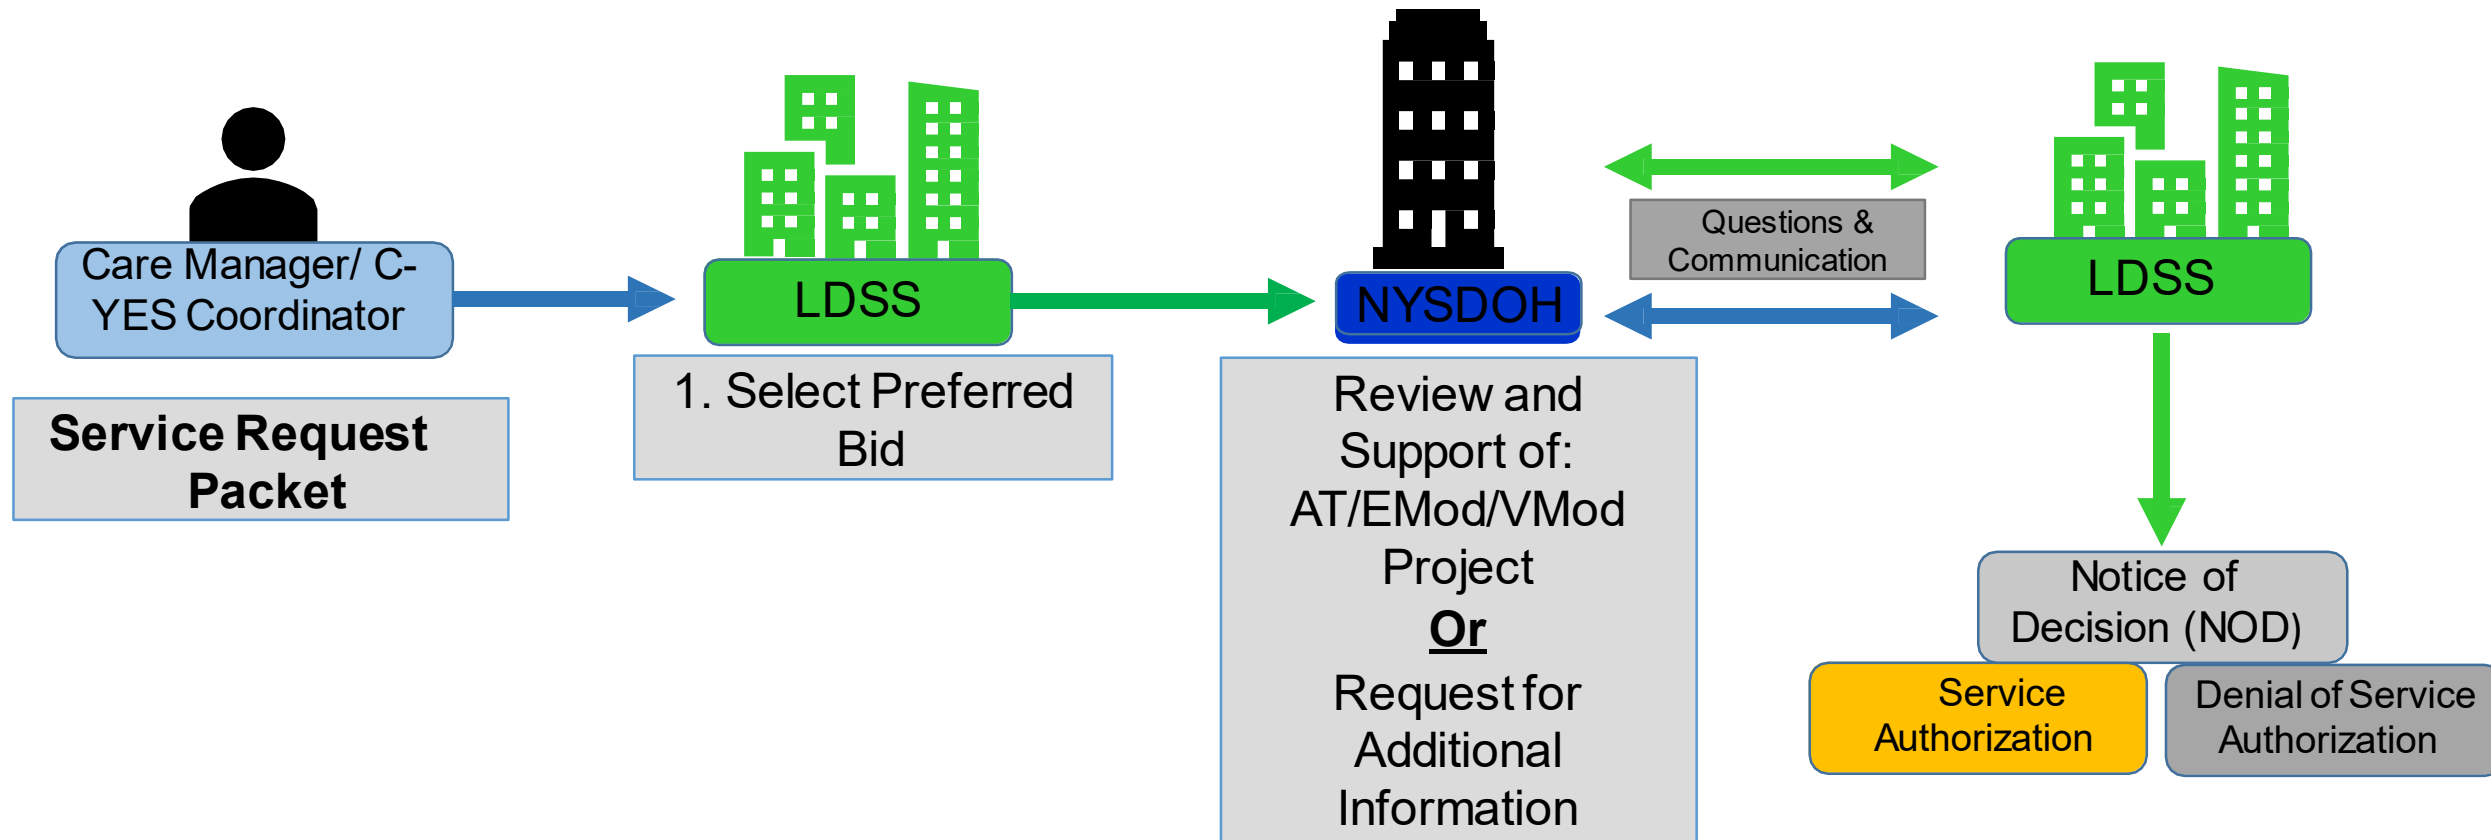 Care Manager/ C-
YES Coordinator
Service Request
Packet
LDSS
1. Select Preferred
Bid
NYSDOH
Review and
Support of:
AT/EMod/VMod
Project
Or
Request for
Additional
Information
Questions &
Communication
LDSS
Notice of
Decision (NOD)
Service
Authorization
Denial of Service
Authorization